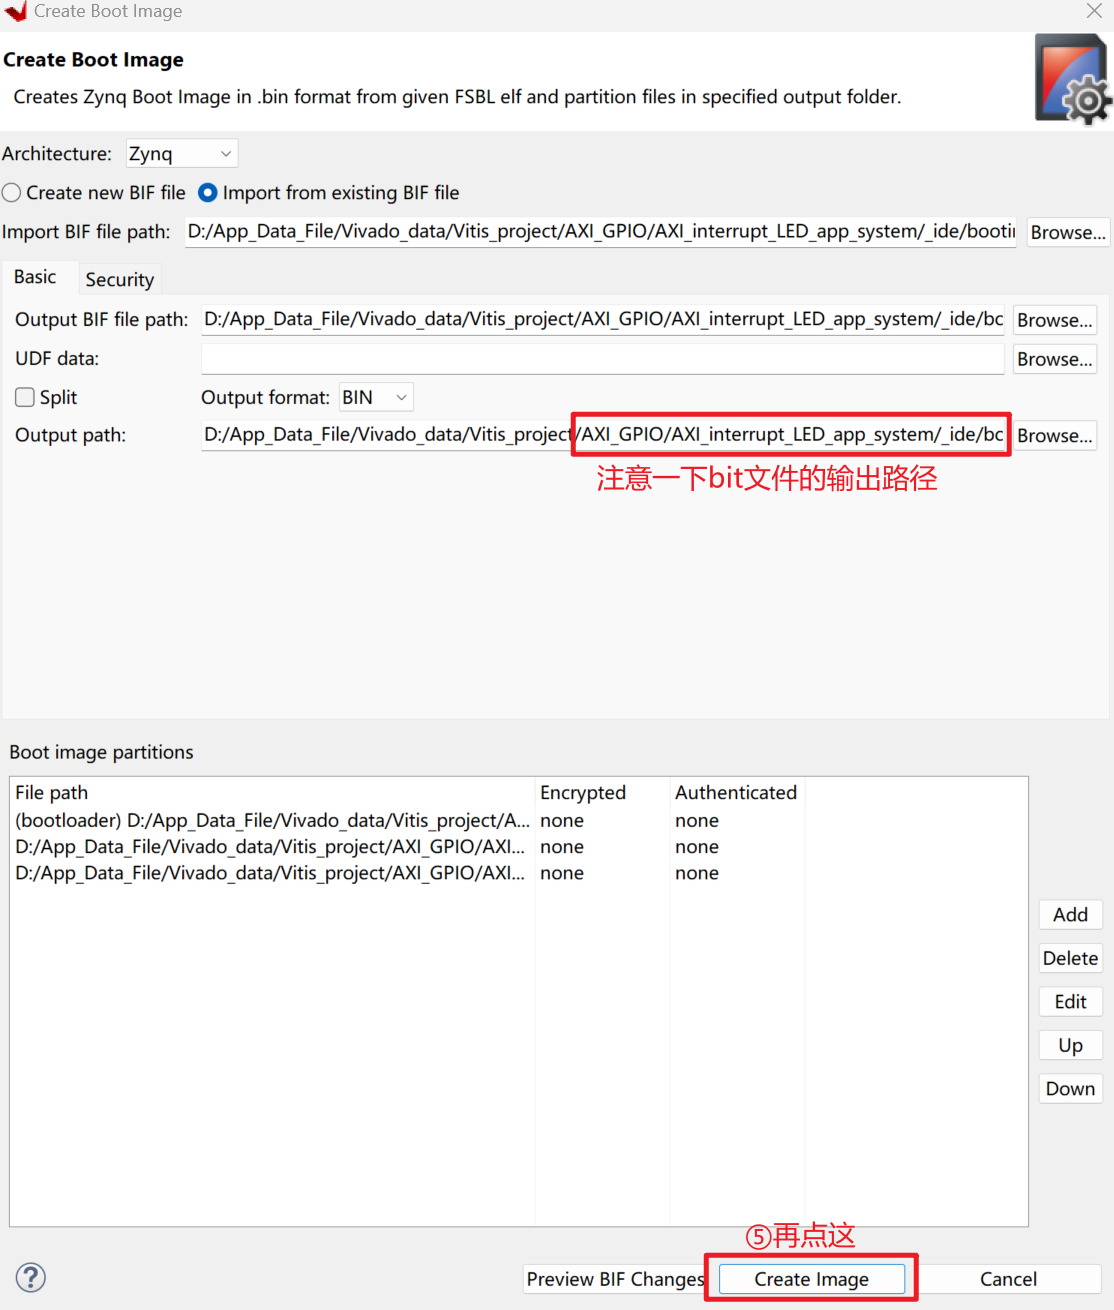 Create Boot Image
Create Boot Image
Creates Zynq Boot Image in .bin format from given FSBL elf and partition files in specified output folder.
Architecture: Zynq
Create new BIF file Import from existing BIF file
Import BIF file path: D:/App_Data_File/Vivado_data/Vitis_project/AXI_GPIO/AXI_interrupt_LED_app_system/_ide/bootin Browse...
Basic Security
Output BIF file path: D:/App_Data_File/Vivado_data/Vitis_project/AXI_GPIO/AXI_interrupt_LED_app_system/_ide/bc Browse...
UDF data: Browse...
Split Output format: BIN
Output path: D:/App_Data_File/Vivado_data/Vitis_project/AXI_GPIO/AXI_interrupt_LED_app_system/_ide/bc Browse...
注意一下bit文件的输出路径
Boot image partitions
File path Encrypted Authenticated
(bootloader) D:/App_Data_File/Vivado_data/Vitis_project/A... none none
D:/App_Data_File/Vivado_data/Vitis_project/AXI_GPIO/AXI... none none
D:/App_Data_File/Vivado_data/Vitis_project/AXI_GPIO/AXI... none none
Add
Delete
Edit
Up
Down
⑤再点这
? Preview BIF Changes Create Image Cancel